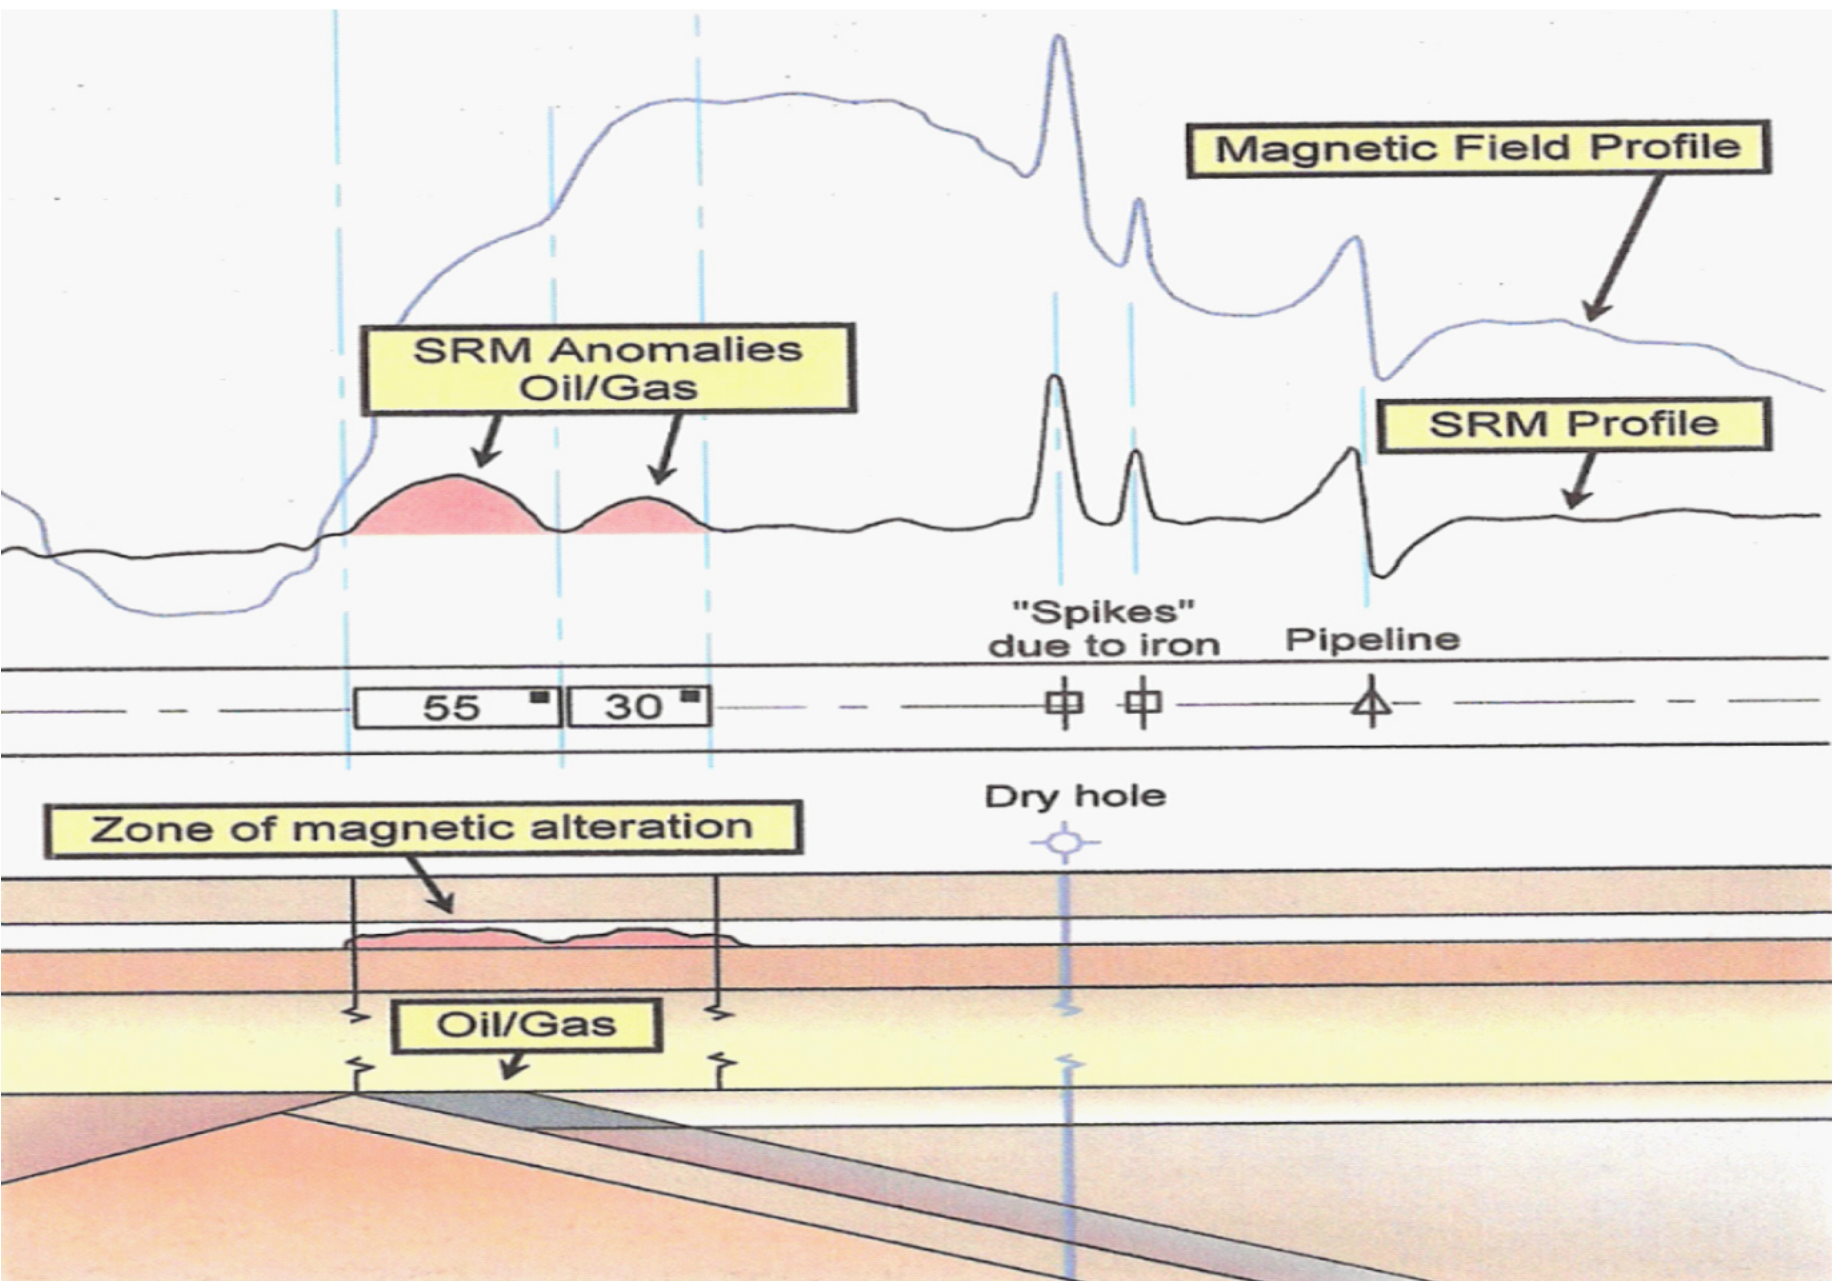 Magnetic Field Profile
SRM Anomalies
Oil/Gas
SRM Profile
"Spikes"
due to iron
Pipeline
55
30
Dry hole
Zone of magnetic alteration
Oil/Gas